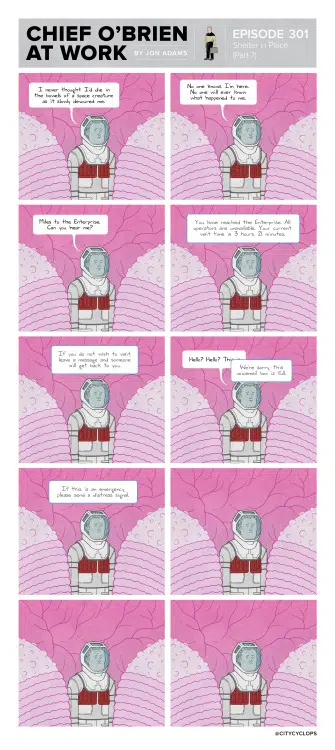 CHIEF O'BRIEN
AT WORK
BY JON ADAMS
EPISODE 301
Shelter in Place
(Part 7)
I never thought I'd die in
the bowels of a space creature
as it slowly devoured me.
No one knows I'm here.
No one will ever know
what happened to me.
Miles to the Enterprise.
Can you hear me?
You have reached the Enterprise. All
operators are unavailable. Your current
wait time is 3 hours, 21 minutes.
If you do not wish to wait,
leave a message and someone
will get back to you.
Hello? Hello? This
We're sorry, this
voicemail box is full.
If this is an emergency,
please send a distress signal.
@CITYCYCLOPS